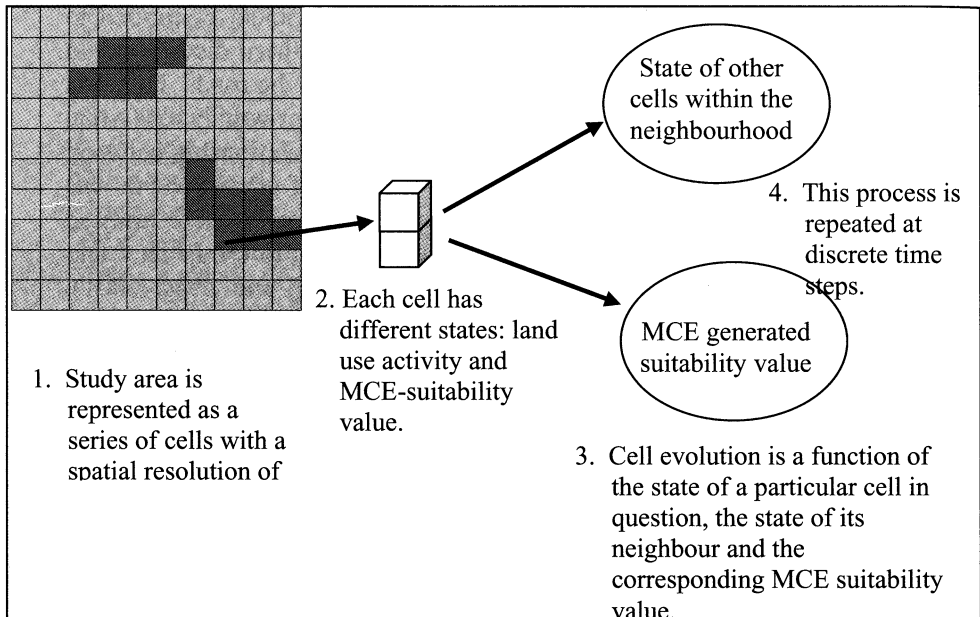 State of other
cells within the
neighbourhood
4. This process is
repeated at
discrete time
steps.
2. Each cell has
different states: land
use activity and
MCE-suitability
value.
MCE generated
suitability value
1. Study area is
represented as a
series of cells with a
spatial resolution of
3. Cell evolution is a function of
the state of a particular cell in
question, the state of its
neighbour and the
corresponding MCE suitability
value.